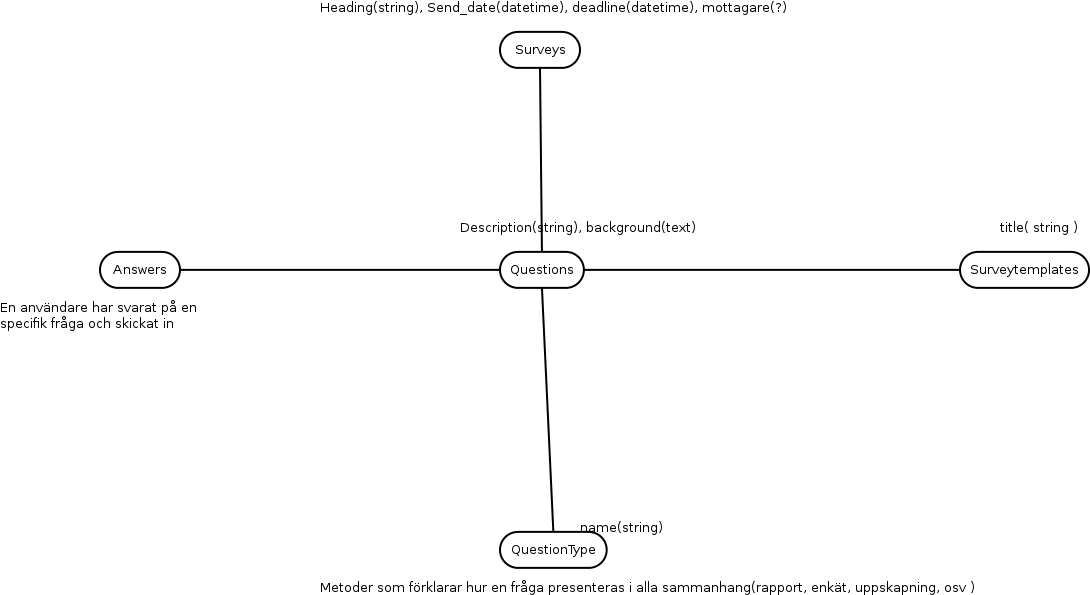 Heading(string), Send_date(datetime), deadline(datetime), mottagare(?)
Surveys
Description(string), background(text)
title( string )
Answers
Questions
Surveytemplates
En användare har svarat på en
specifik fråga och skickat in
name(string)
QuestionType
Metoder som förklarar hur en fråga presenteras i alla sammanhang(rapport, enkät, uppskapning, osv )